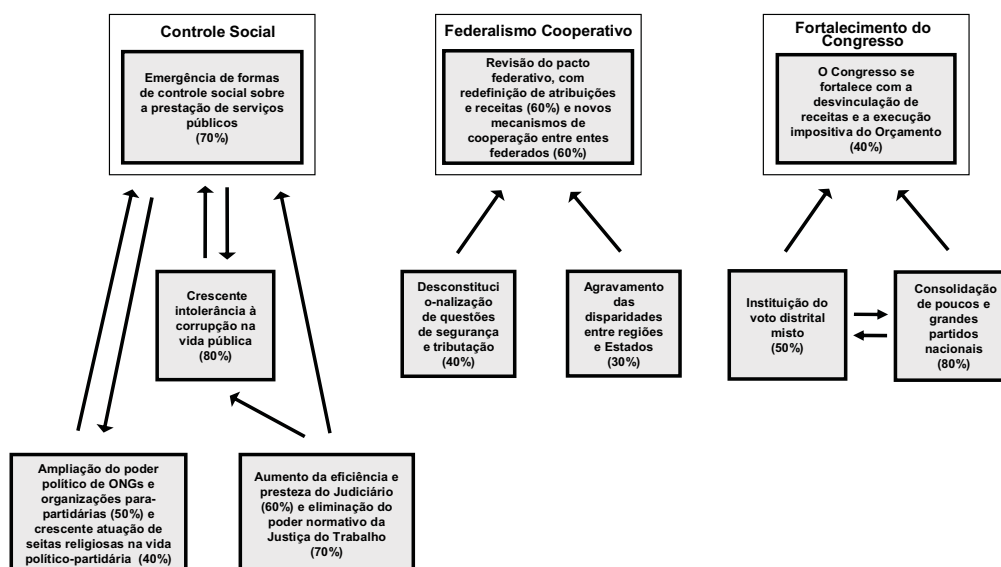 Controle Social
Emergência de formas
de controle social sobre
a prestação de serviços
públicos
(70%)
Federalismo Cooperativo
Revisão do pacto
federativo, com
redefinição de atribuições
e receitas (60%) e novos
mecanismos de
cooperação entre entes
federados (60%)
Fortalecimento do
Congresso
O Congresso se
fortalece com a
desvinculação de
receitas e a execução
impositiva do Orçamento
(40%)
Crescente
intolerância à
corrupção na
vida pública
(80%)
Desconstituci
o-nalização
de questões
de segurança
e tributação
(40%)
Agravamento
das
disparidades
entre regiões
e Estados
(30%)
Instituição do
voto distrital
misto
(50%)
Consolidação
de poucos e
grandes
partidos
nacionais
(80%)
Ampliação do poder
político de ONGs e
organizações para-
partidárias (50%) e
crescente atuação de
seitas religiosas na vida
político-partidária (40%)
Aumento da eficiência e
presteza do Judiciário
(60%) e eliminação do
poder normativo da
Justiça do Trabalho
(70%)